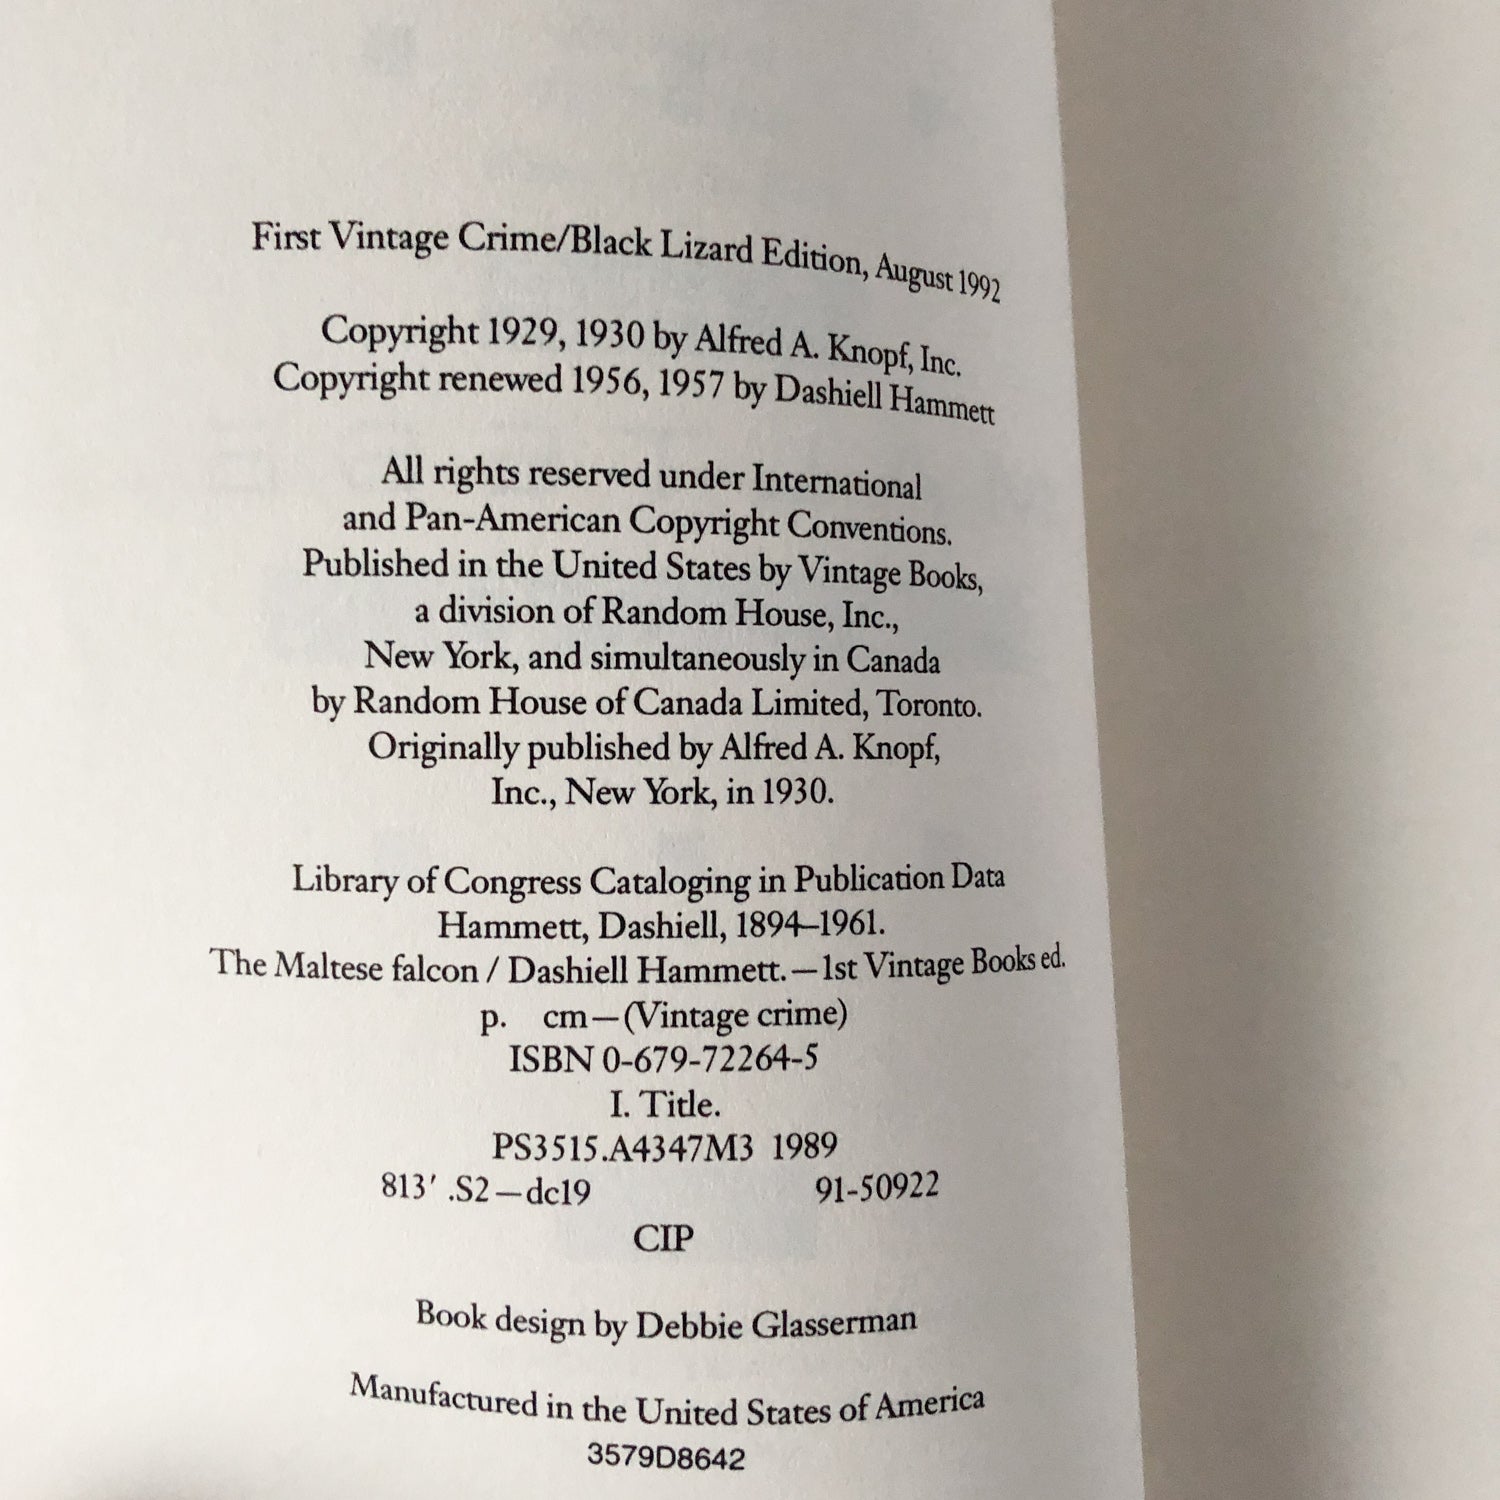 First Vintage Crime/Black Lizard Edition, August 1992
Copyright 1929, 1930 by Alfred A. Knopf, Inc.
Copyright renewed 1956, 1957 by Dashiell Hammett
All rights reserved under International
and Pan-American Copyright Conventions.
Published in the United States by Vintage Books,
a division of Random House, Inc.,
New York, and simultaneously in Canada
by Random House of Canada Limited, Toronto.
Originally published by Alfred A. Knopf,
Inc., New York, in 1930.
Library of Congress Cataloging in Publication Data
Hammett, Dashiell, 1894–1961.
The Maltese falcon / Dashiell Hammett.—1st Vintage Books ed.
p. cm—(Vintage crime)
ISBN 0-679-72264-5
I. Title.
PS3515.A4347M3 1989
813′ .S2—dc19 91-50922
CIP
Book design by Debbie Glasserman
Manufactured in the United States of America
3579D8642